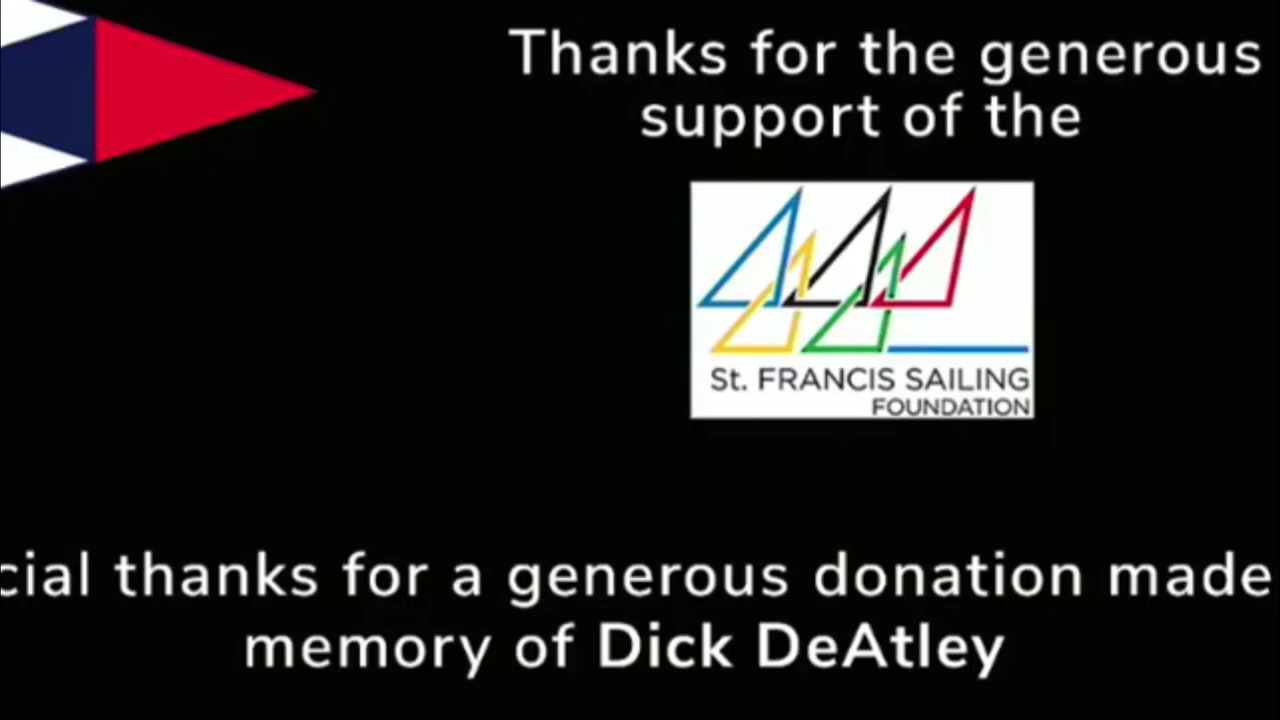 Thanks for the generous
support of the
St. FRANCIS SAILING
FOUNDATION
cial thanks for a generous donation made
memory of Dick DeAtley